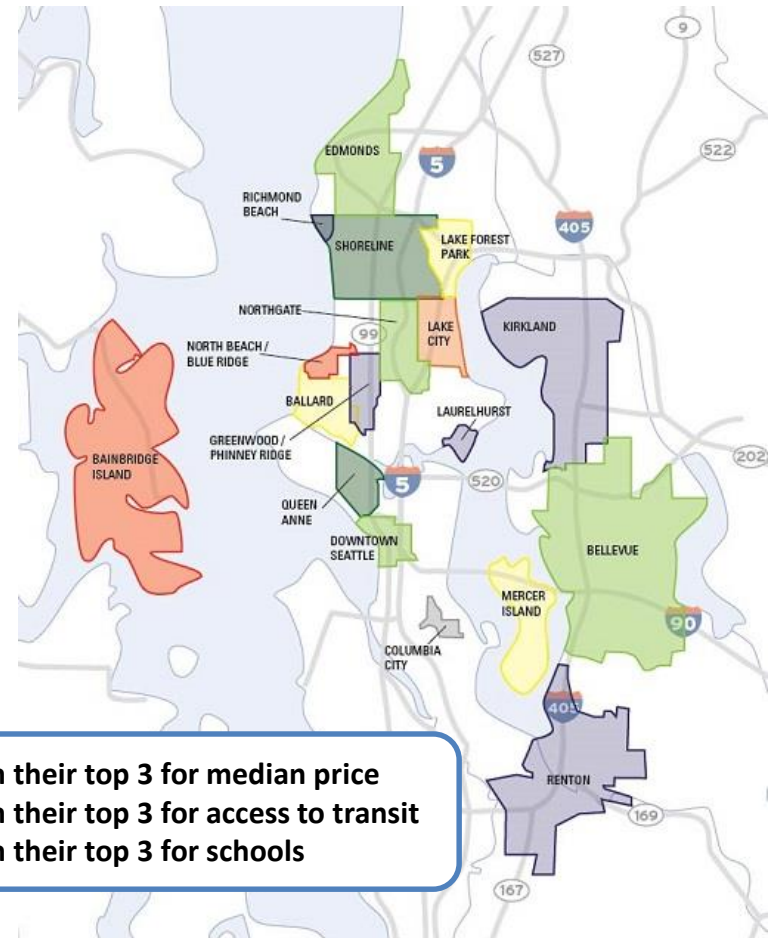 9
527
522
EDMONDS
5
RICHMOND
BEACH
405
SHORELINE
LAKE FOREST
PARK
NORTHGATE
99
LAKE
CITY
KIRKLAND
NORTH BEACH /
BLUE RIDGE
BALLARD
LAURELHURST
GREENWOOD /
PHINNEY RIDGE
BAINBRIDGE
ISLAND
202
5
520
QUEEN
ANNE
DOWNTOWN
SEATTLE
BELLEVUE
MERCER
ISLAND
90
COLUMBIA
CITY
405
their top 3 for median price
their top 3 for access to transit
their top 3 for schools
RENTON
169
167